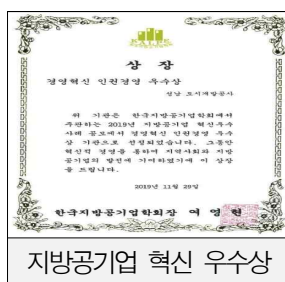 상 장
경영혁신 인권경영 우수상
성남 도시개발공사
위 기관은 한국지방공기업학회에서
주관하는 2019년 지방공기업 혁신우수
사례 공모에서 경영혁신 인권경영 우수
상 기관으로 선정되었습니다. 그동안
혁신적 경영을 통하여 지역사회와 지방
공기업의 발전에 기여하였기에 이 상장
을 드립니다.
2019년 11월 29일
한국지방공기업학회장 여 영 현
지방공기업 혁신 우수상